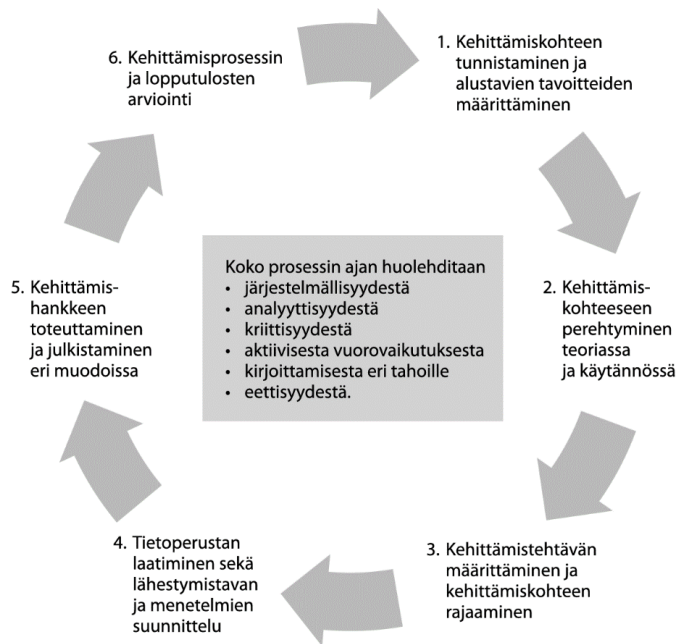 1. Kehittämiskohteen
tunnistaminen ja
alustavien tavoitteiden
määrittäminen
2. Kehittämis-
kohteeseen
perehtyminen
teoriassa
ja käytännössä
3. Kehittämistehtävän
määrittäminen ja
kehittämiskohteen
rajaaminen
4. Tietoperustan
laatiminen sekä
lähestymistavan
ja menetelmien
suunnittelu
5. Kehittämis-
hankkeen
toteuttaminen
ja julkistaminen
eri muodoissa
6. Kehittämisprosessin
ja lopputulosten
arviointi
Koko prosessin ajan huolehditaan
• järjestelmällisyydestä
• analyyttisyydestä
• kriittisyydestä
• aktiivisesta vuorovaikutuksesta
• kirjoittamisesta eri tahoille
• eettisyydestä.